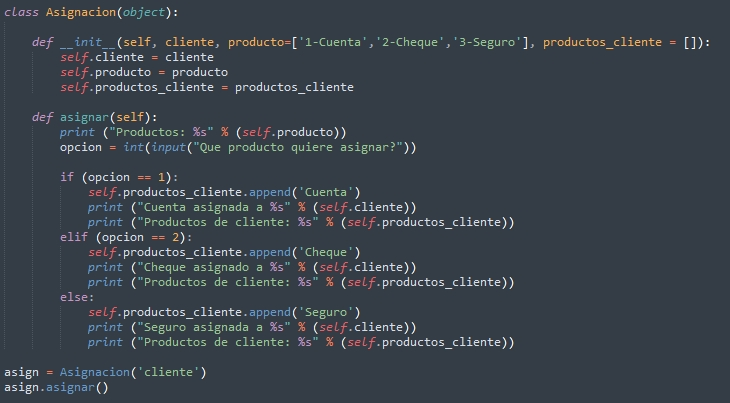 class Asignacion(object):
def __init__(self, cliente, producto=['1-Cuenta','2-Cheque','3-Seguro'], productos_cliente = []):
self.cliente = cliente
self.producto = producto
self.productos_cliente = productos_cliente
def asignar(self):
print ("Productos: %s" % (self.producto))
opcion = int(input("Que producto quiere asignar?"))
if (opcion == 1):
self.productos_cliente.append('Cuenta')
print ("Cuenta asignada a %s" % (self.cliente))
print ("Productos de cliente: %s" % (self.productos_cliente))
elif (opcion == 2):
self.productos_cliente.append('Cheque')
print ("Cheque asignado a %s" % (self.cliente))
print ("Productos de cliente: %s" % (self.productos_cliente))
else:
self.productos_cliente.append('Seguro')
print ("Seguro asignada a %s" % (self.cliente))
print ("Productos de cliente: %s" % (self.productos_cliente))
asign = Asignacion('cliente')
asign.asignar()